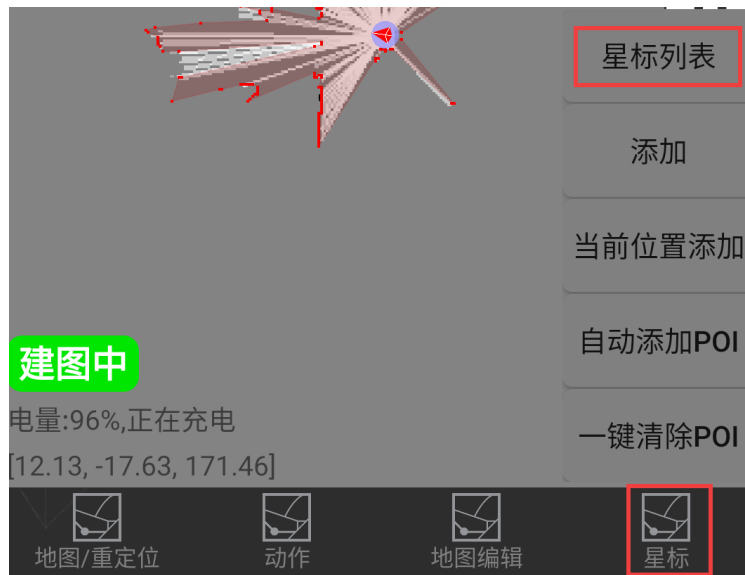 星标列表
添加
当前位置添加
自动添加POI
一键清除POI
建图中
电量:96%,正在充电
[12.13, -17.63, 171.46]
地图/重定位
动作
地图编辑
星标